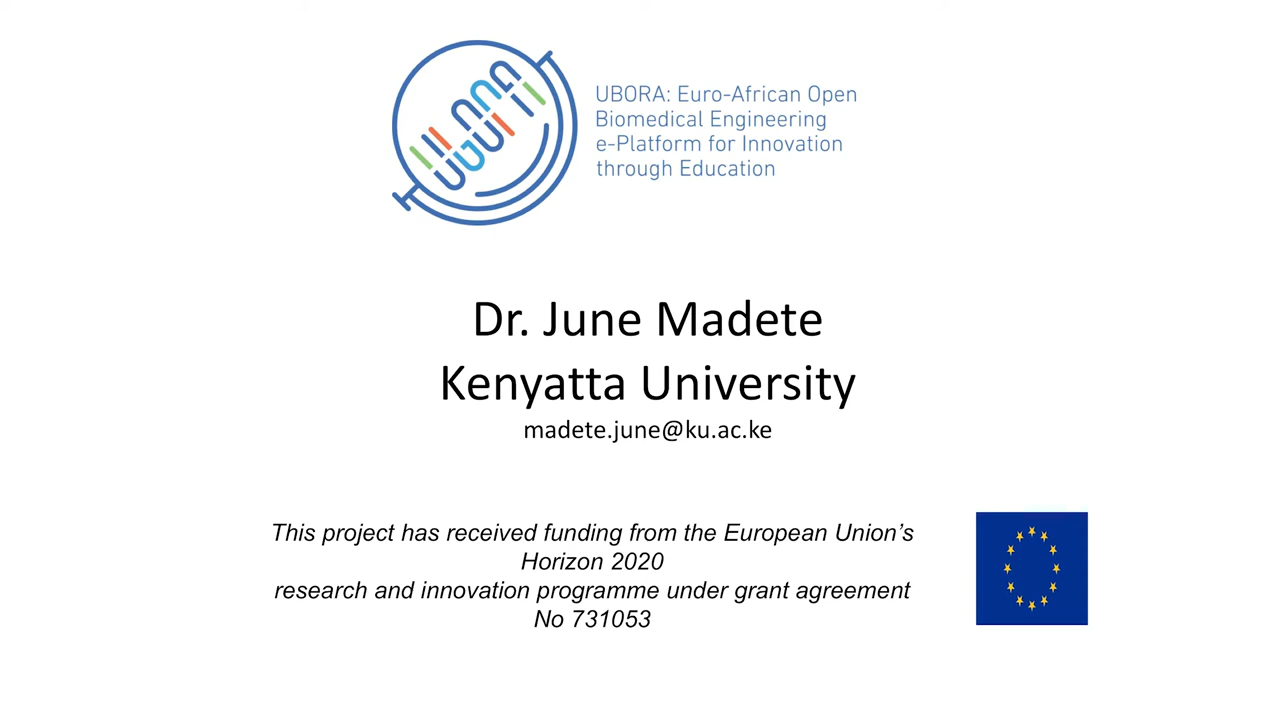 UBORA: Euro-African Open
Biomedical Engineering
e-Platform for Innovation
through Education
Dr. June Madete
Kenyatta University
madete.june@ku.ac.ke
This project has received funding from the European Union’s
Horizon 2020
research and innovation programme under grant agreement
No 731053